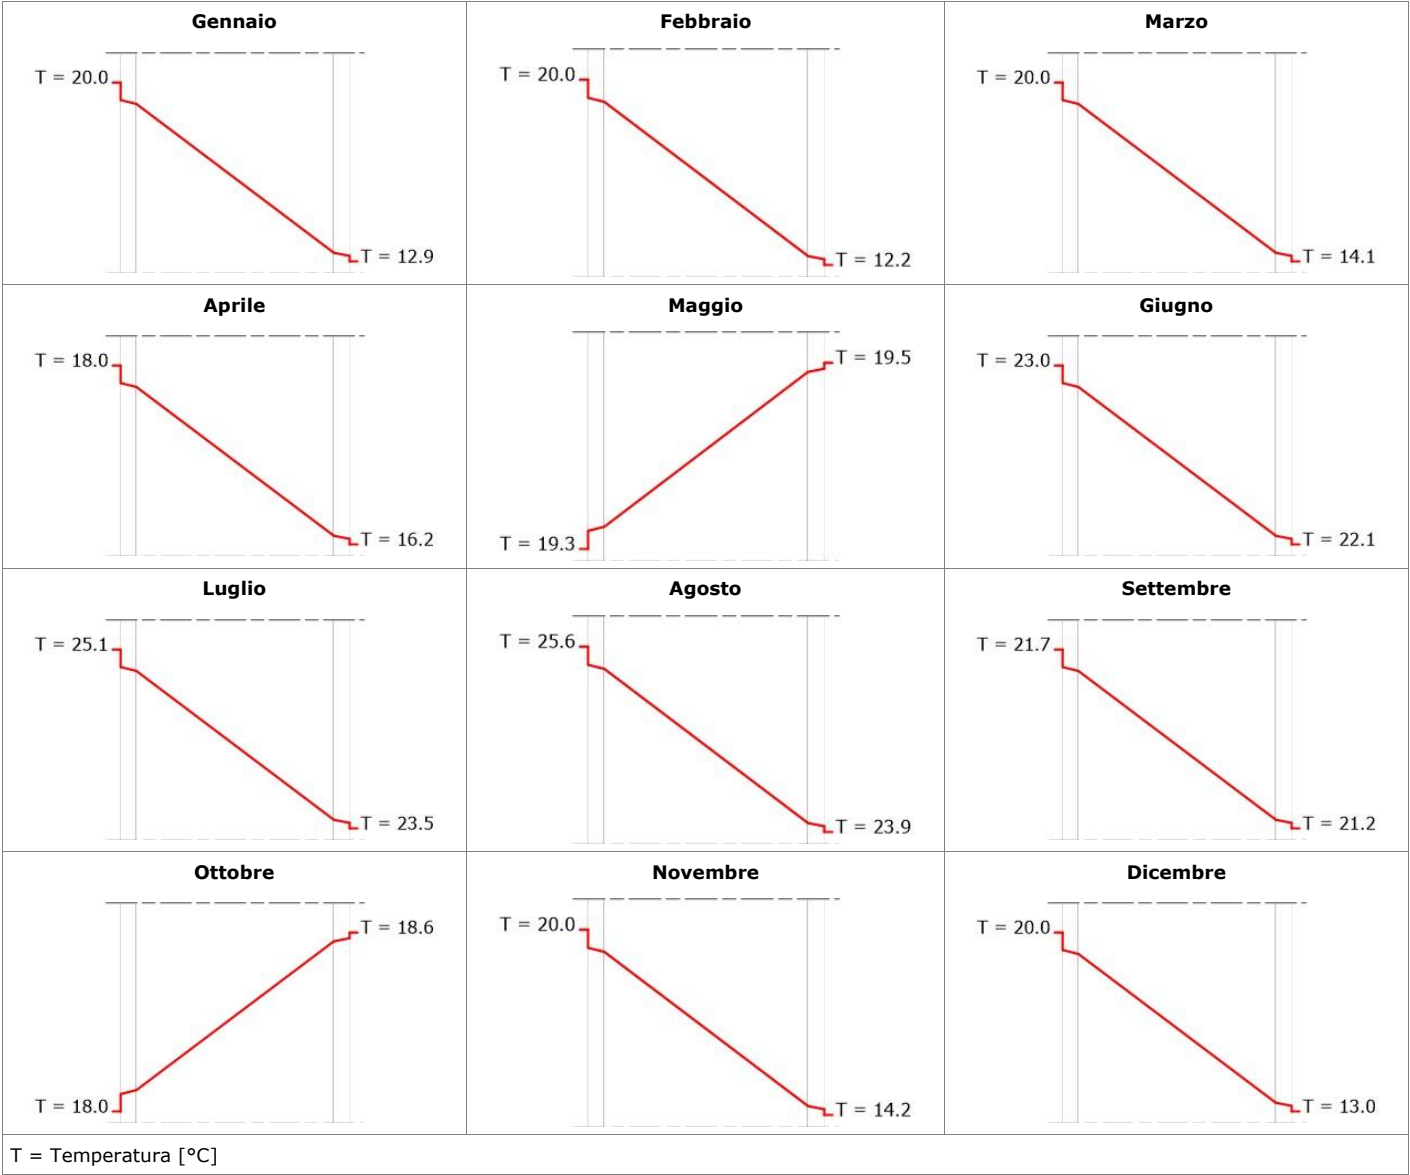 Gennaio
T = 20.0
T = 12.9
Febbraio
T = 20.0
T = 12.2
Marzo
T = 20.0
T = 14.1
Aprile
T = 18.0
T = 16.2
Maggio
T = 19.5
T = 19.3
Giugno
T = 23.0
T = 22.1
Luglio
T = 25.1
T = 23.5
Agosto
T = 25.6
T = 23.9
Settembre
T = 21.7
T = 21.2
Ottobre
T = 18.6
T = 18.0
Novembre
T = 20.0
T = 14.2
Dicembre
T = 20.0
T = 13.0
T = Temperatura [°C]